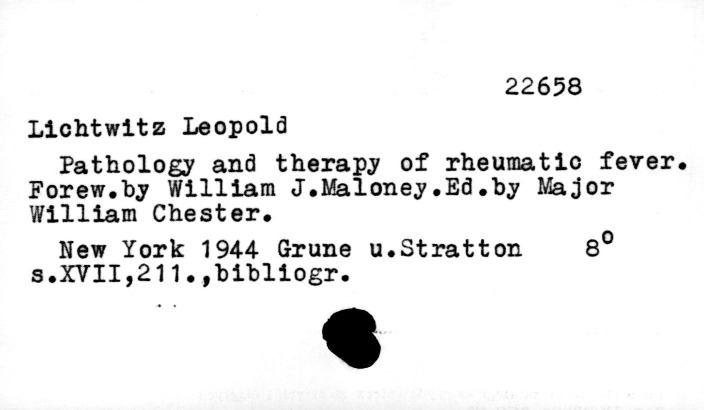 22658
Lichtwitz Leopold
Pathology and therapy of rheumatic fever.
Forew.by William J.Maloney.Ed.by Major
William Chester.
New York 1944 Grune u.Stratton 8°
s.XVII,211.,bibliogr.